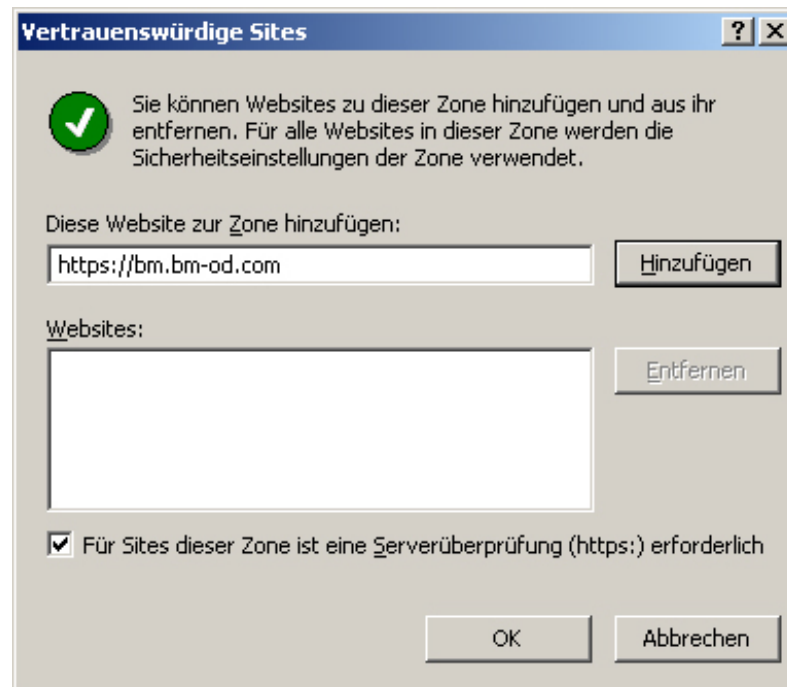 Vertrauenswürdige Sites
Sie können Websites zu dieser Zone hinzufügen und aus ihr
entfernen. Für alle Websites in dieser Zone werden die
Sicherheitseinstellungen der Zone verwendet.
Diese Website zur Zone hinzufügen:
https://bm.bm-od.com
Hinzufügen
Websites:
Entfernen
Für Sites dieser Zone ist eine Serverüberprüfung (https:) erforderlich
OK
Abbrechen